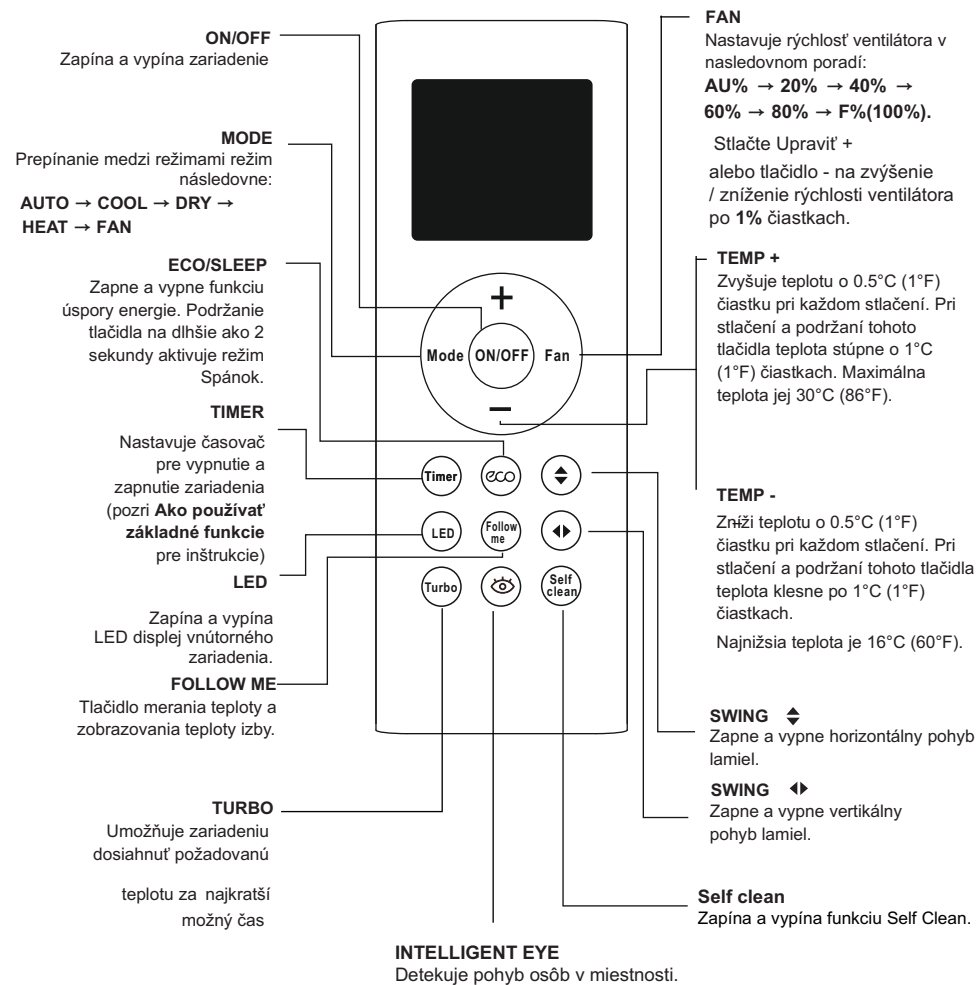 ON/OFF
Zapína a vypína zariadenie
MODE
Prepínanie medzi režimami režim
následovne:
AUTO → COOL → DRY →
HEAT → FAN
ECO/SLEEP
Zapne a vypne funkciu
úspory energie. Podržanie
tlačidla na dlhšie ako 2
sekundy aktivuje režim
Spánok.
TIMER
Nastavuje časovač
pre vypnutie a
zapnutie zariadenia
(pozri Ako používať
základné funkcie
pre inštrukcie)
LED
Zapína a vypína
LED displej vnútorného
zariadenia.
FOLLOW ME
Tlačidlo merania teploty a
zobrazovania teploty izby.
TURBO
Umožňuje zariadeniu
dosiahnuť požadovanú
teplotu za najkratší
možný čas
+
Mode ON/OFF Fan
−
Timer eco
LED Follow me
Turbo Self clean
INTELLIGENT EYE
Detekuje pohyb osôb v miestnosti.
FAN
Nastavuje rýchlosť ventilátora v
nasledovnom poradí:
AU% → 20% → 40% →
60% → 80% → F%(100%).
Stlačte Upraviť +
alebo tlačidlo - na zvýšenie
/ zníženie rýchlosti ventilátora
po 1% čiastkach.
TEMP +
Zvyšuje teplotu o 0.5°C (1°F)
čiastku pri každom stlačení. Pri
stlačení a podržaní tohoto
tlačidla teplota stúpne o 1°C
(1°F) čiastkach. Maximálna
teplota jej 30°C (86°F).
TEMP -
Zníži teplotu o 0.5°C (1°F)
čiastku pri každom stlačení. Pri
stlačení a podržaní tohoto tlačidla
teplota klesne po 1°C (1°F)
čiastkach.
Najnižsia teplota je 16°C (60°F).
SWING
Zapne a vypne horizontálny pohyb
lamiel.
SWING
Zapne a vypne vertikálny
pohyb lamiel.
Self clean
Zapína a vypína funkciu Self Clean.